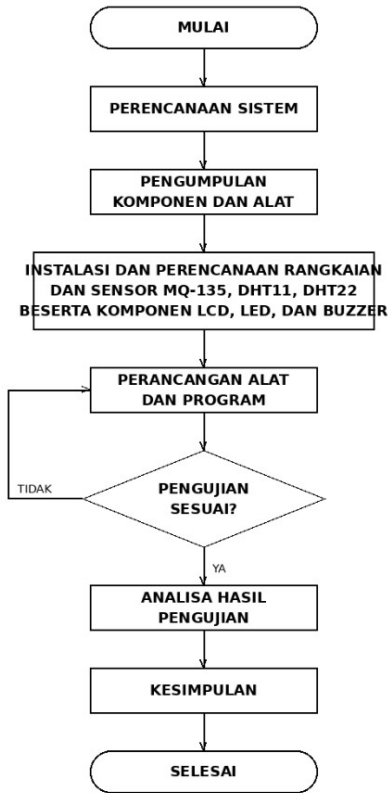 MULAI
PERENCANAAN SISTEM
PENGUMPULAN
KOMPONEN DAN ALAT
INSTALASI DAN PERENCANAAN RANGKAIAN
DAN SENSOR MQ-135, DHT11, DHT22
BESERTA KOMPONEN LCD, LED, DAN BUZZER
PERANCANGAN ALAT
DAN PROGRAM
PENGUJIAN
SESUAI?
TIDAK
YA
ANALISA HASIL
PENGUJIAN
KESIMPULAN
SELESAI